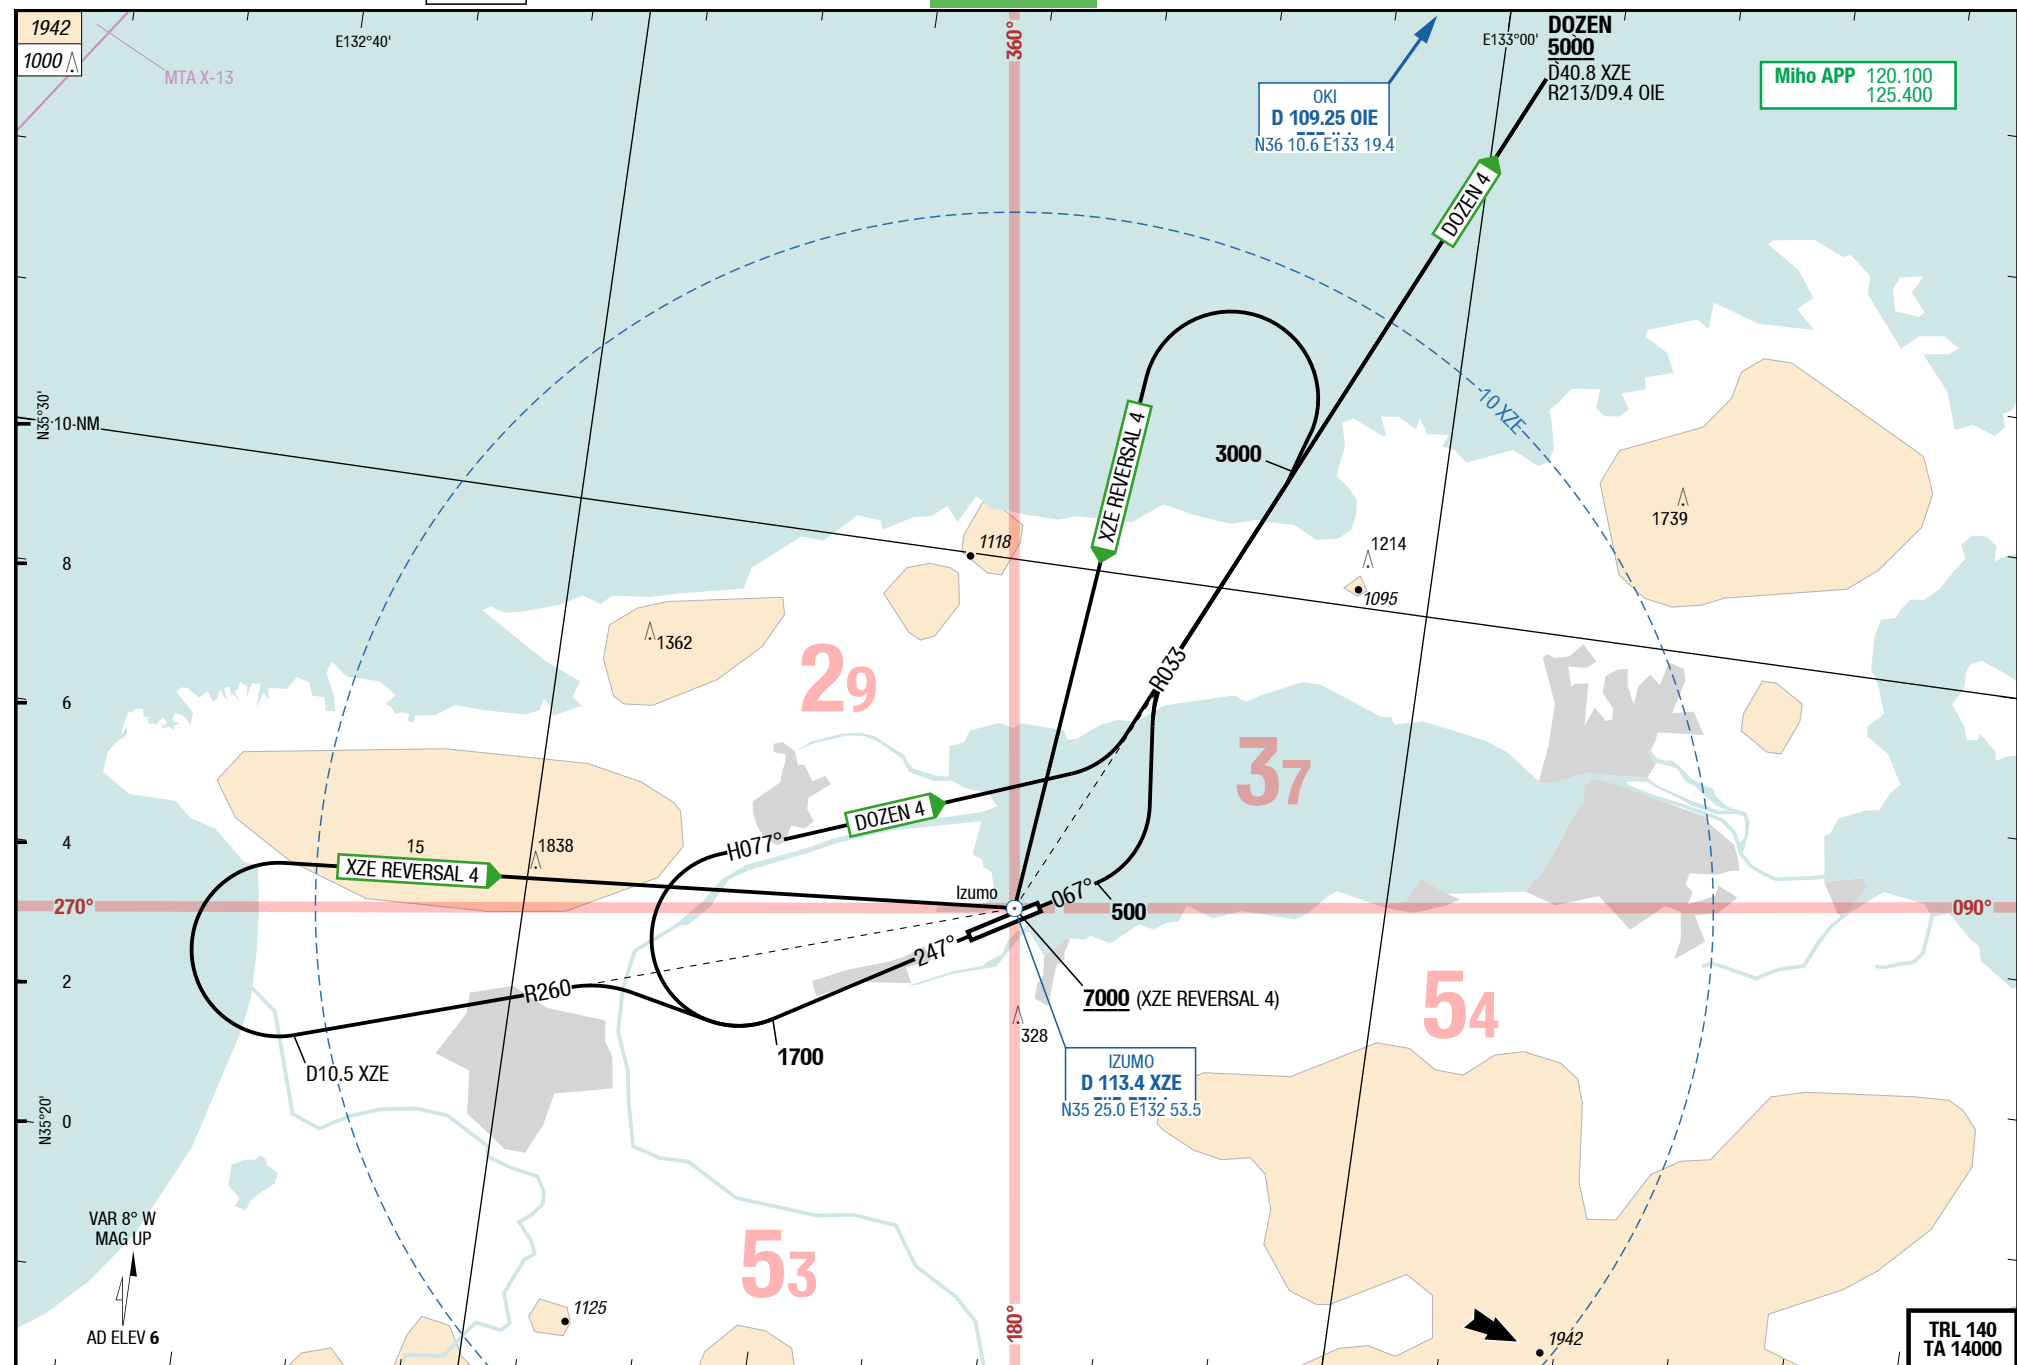 1942
1000
MTA X-13
E132°40'
360°
OKI
D 109.25 OIE
N36 10.6 E133 19.4
E133°00'
DOZEN
5000
D40.8 XZE
R213/D9.4 OIE
Miho APP 120.100
125.400
DOZEN 4
XZE REVERSAL 4
10 XZE
N35°30'
10 NM
3000
1118
1739
1214
1095
8
1362
29
R033
6
37
DOZEN 4
H077°
4
15
1838
XZE REVERSAL 4
Izumo
270°
067°
500
090°
247°
2
R260
7000 (XZE REVERSAL 4)
54
328
1700
D10.5 XZE
IZUMO
D 113.4 XZE
N35 25.0 E132 53.5
N35°20'
0
VAR 8° W
MAG UP
AD ELEV 6
53
1125
180°
1942
TRL 140
TA 14000